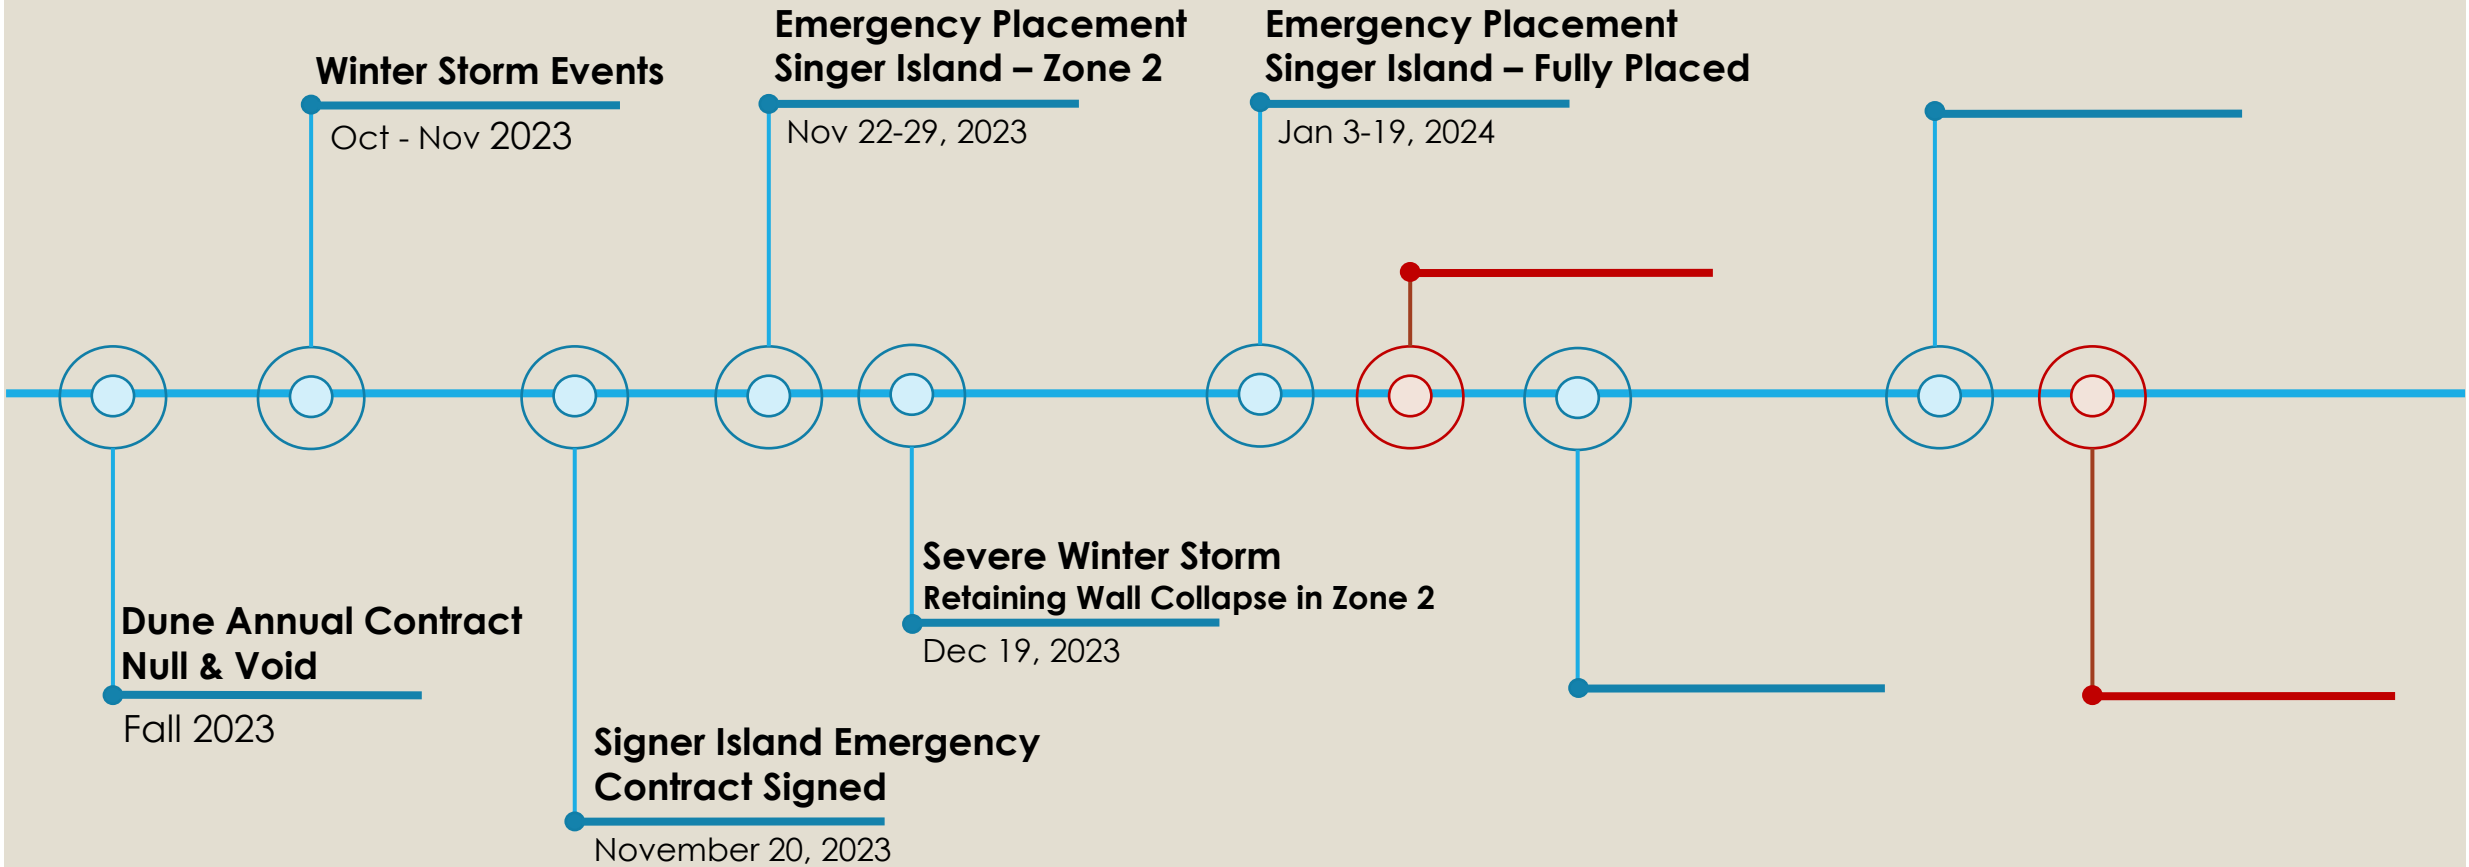 Winter Storm Events
Oct - Nov 2023
Emergency Placement
Singer Island – Zone 2
Nov 22-29, 2023
Emergency Placement
Singer Island – Fully Placed
Jan 3-19, 2024
Dune Annual Contract
Null & Void
Fall 2023
Signer Island Emergency
Contract Signed
November 20, 2023
Severe Winter Storm
Retaining Wall Collapse in Zone 2
Dec 19, 2023